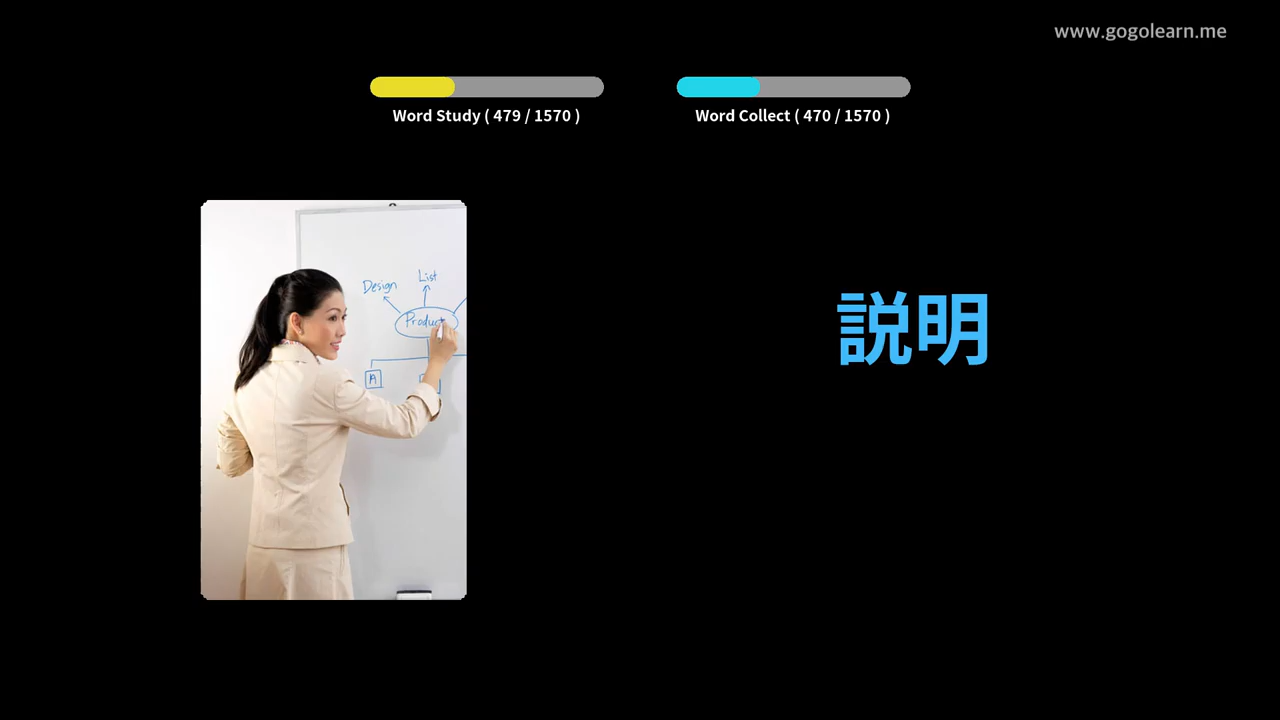 www.gogolearn.me
Word Study ( 479 / 1570 )
Word Collect ( 470 / 1570 )
List
Design
Product
A
説明